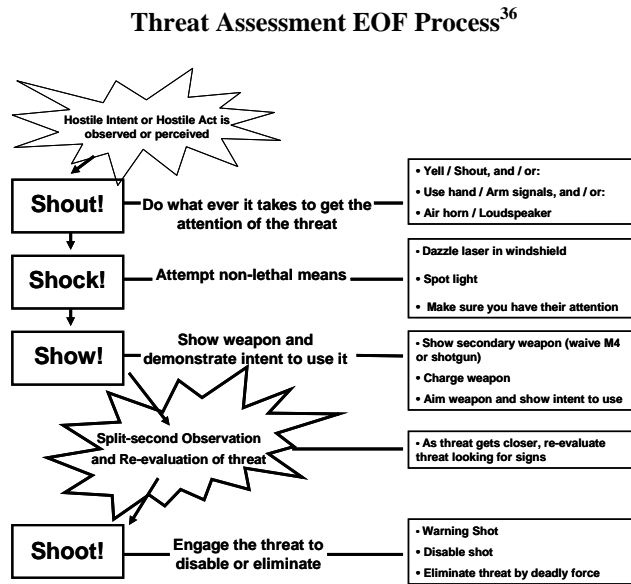 Threat Assessment EOF Process36
Hostile Intent or Hostile Act is
observed or perceived
Shout!
Do what ever it takes to get the
attention of the threat
• Yell / Shout, and / or:
• Use hand / Arm signals, and / or:
• Air horn / Loudspeaker
Shock!
Attempt non-lethal means
• Dazzle laser in windshield
• Spot light
• Make sure you have their attention
Show!
Show weapon and
demonstrate intent to use it
• Show secondary weapon (waive M4
or shotgun)
• Charge weapon
• Aim weapon and show intent to use
Split-second Observation
and Re-evaluation of threat
• As threat gets closer, re-evaluate
threat looking for signs
Shoot!
Engage the threat to
disable or eliminate
• Warning Shot
• Disable shot
• Eliminate threat by deadly force